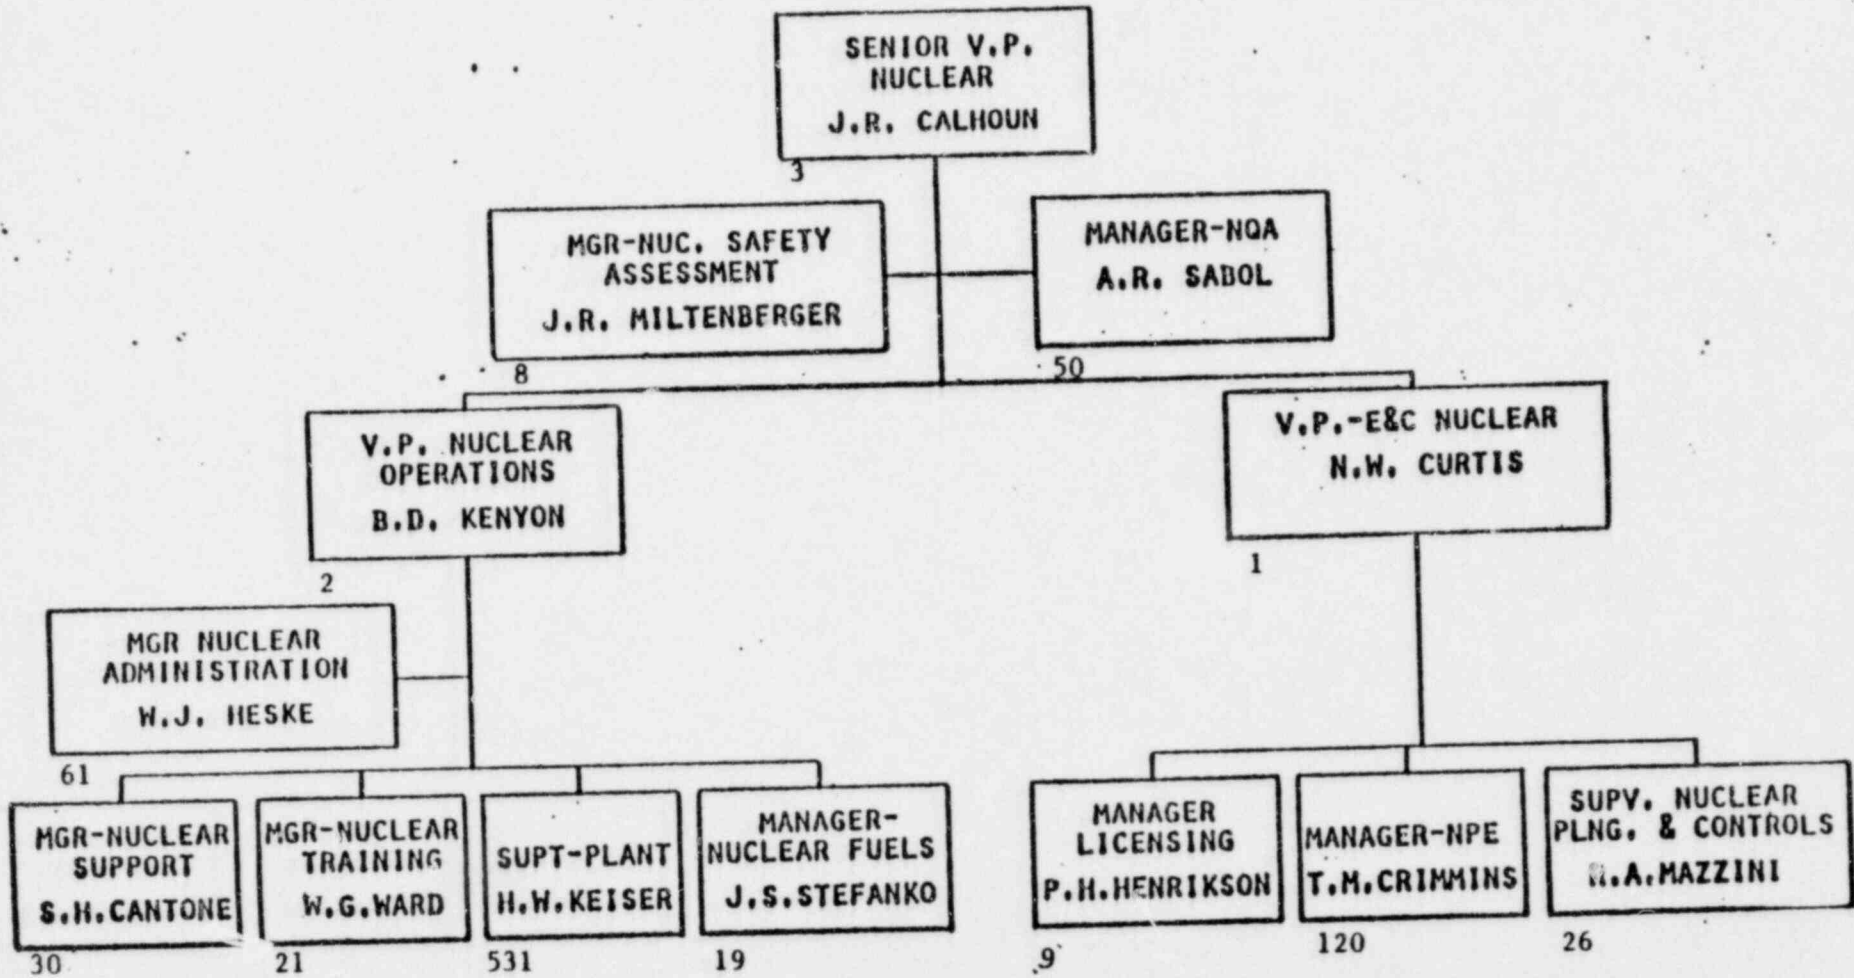 SENIOR V.P.
NUCLEAR
J.R. CALHOUN
3
MGR-NUC. SAFETY
ASSESSMENT
J.R. MILTENBERGER
8
MANAGER-NQA
A.R. SABOL
50
V.P. NUCLEAR
OPERATIONS
B.D. KENYON
2
V.P.-E&C NUCLEAR
N.W. CURTIS
1
MGR NUCLEAR
ADMINISTRATION
W.J. HESKE
61
MGR-NUCLEAR
SUPPORT
S.H.CANTONE
30
MGR-NUCLEAR
TRAINING
W.G.WARD
21
SUPT-PLANT
H.W.KEISER
531
MANAGER-
NUCLEAR FUELS
J.S.STEFANKO
19
MANAGER
LICENSING
P.H.HENRIKSON
9
MANAGER-NPE
T.M.CRIMMINS
120
SUPV. NUCLEAR
PLNG. & CONTROLS
A.MAZZINI
26